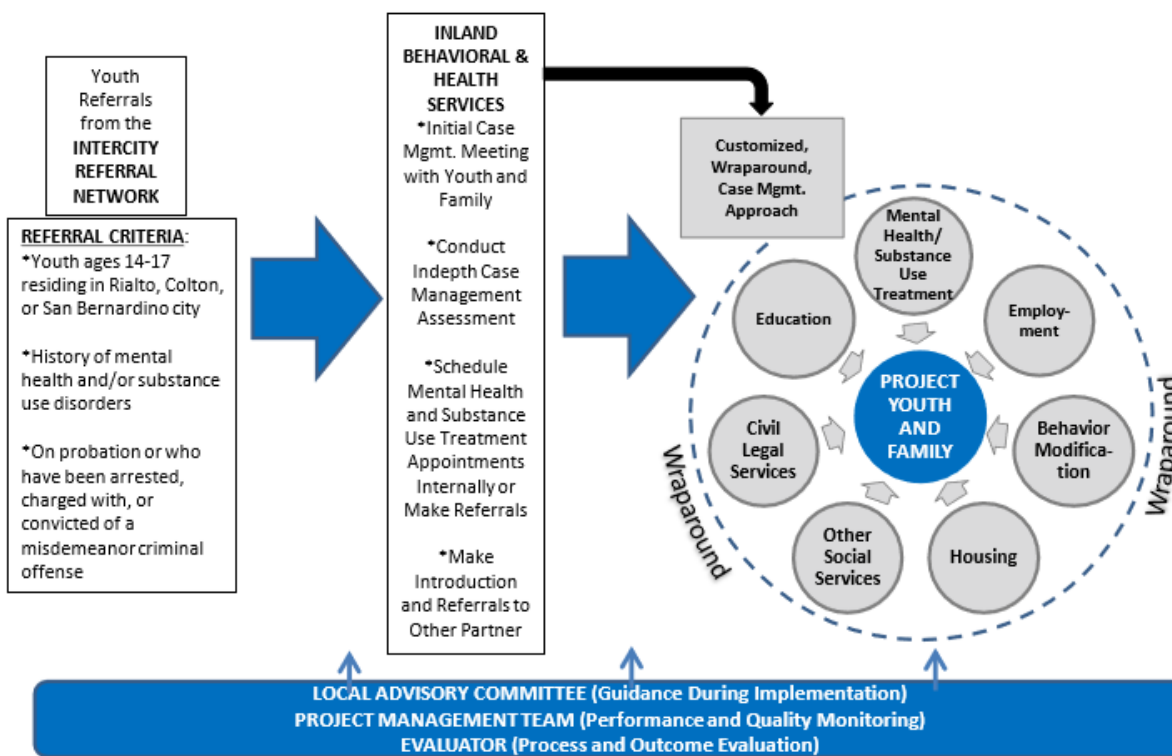 Youth
Referrals
from the
INTERCITY
REFERRAL
NETWORK
REFERRAL CRITERIA:
*Youth ages 14-17
residing in Rialto, Colton,
or San Bernardino city
*History of mental
health and/or substance
use disorders
*On probation or who
have been arrested,
charged with, or
convicted of a
misdemeanor criminal
offense
INLAND
BEHAVIORAL &
HEALTH
SERVICES
*Initial Case
Mgmt. Meeting
with Youth and
Family
*Conduct
Indepth Case
Management
Assessment
*Schedule
Mental Health
and Substance
Use Treatment
Appointments
Internally or
Make Referrals
*Make
Introduction
and Referrals to
Other Partner
Customized,
Wraparound,
Case Mgmt.
Approach
Mental
Health/
Substance
Use
Treatment
Employ-
ment
Behavior
Modifica-
tion
Housing
Other
Social
Services
Civil
Legal
Services
Education
PROJECT
YOUTH
AND
FAMILY
Wraparound
Wraparound
LOCAL ADVISORY COMMITTEE (Guidance During Implementation)
PROJECT MANAGEMENT TEAM (Performance and Quality Monitoring)
EVALUATOR (Process and Outcome Evaluation)